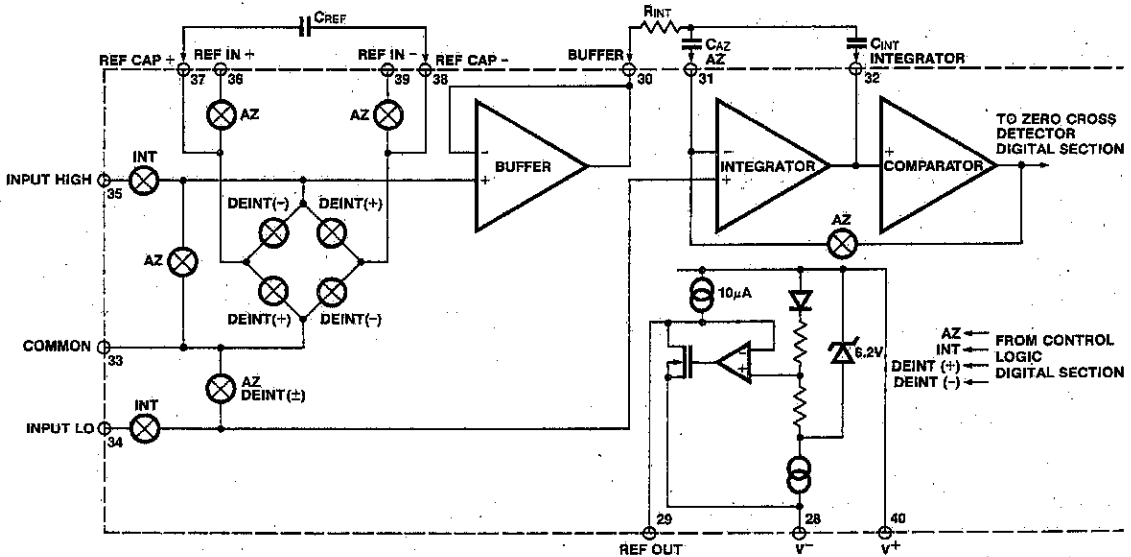 CREF
RINT
REF CAP +
REF IN +
REF IN -
REF CAP -
BUFFER
CAZ
AZ
CINT
INTEGRATOR
37
36
39
38
30
31
32
AZ
AZ
TO ZERO CROSS
DETECTOR
DIGITAL SECTION
INT
-
BUFFER
+
-
INTEGRATOR
+
+
COMPARATOR
INPUT HIGH
35
DEINT(-)
DEINT(+)
AZ
AZ
DEINT(+)
DEINT(-)
10µA
COMMON
33
AZ
DEINT(±)
-
+
6.2V
AZ
INT
DEINT (+)
DEINT (-)
FROM CONTROL
LOGIC
DIGITAL SECTION
INT
INPUT LO
34
29
28
40
REF OUT
V-
V+